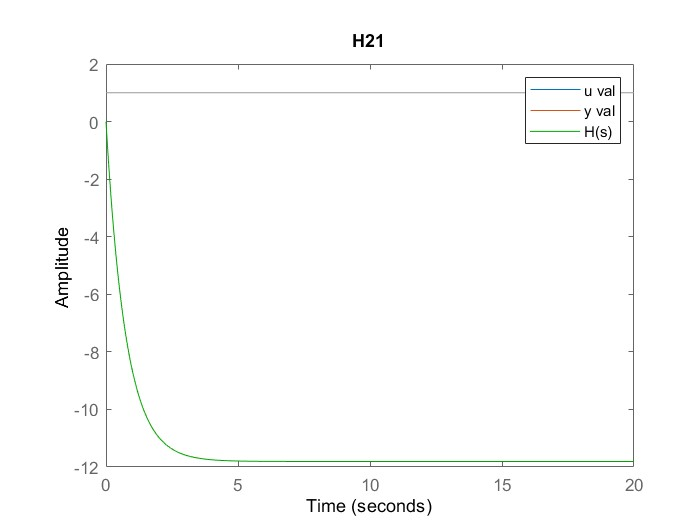 H21
2
0
-2
-4
-6
-8
-10
-12
Amplitude
u val
y val
H(s)
0 5 10 15 20
Time (seconds)